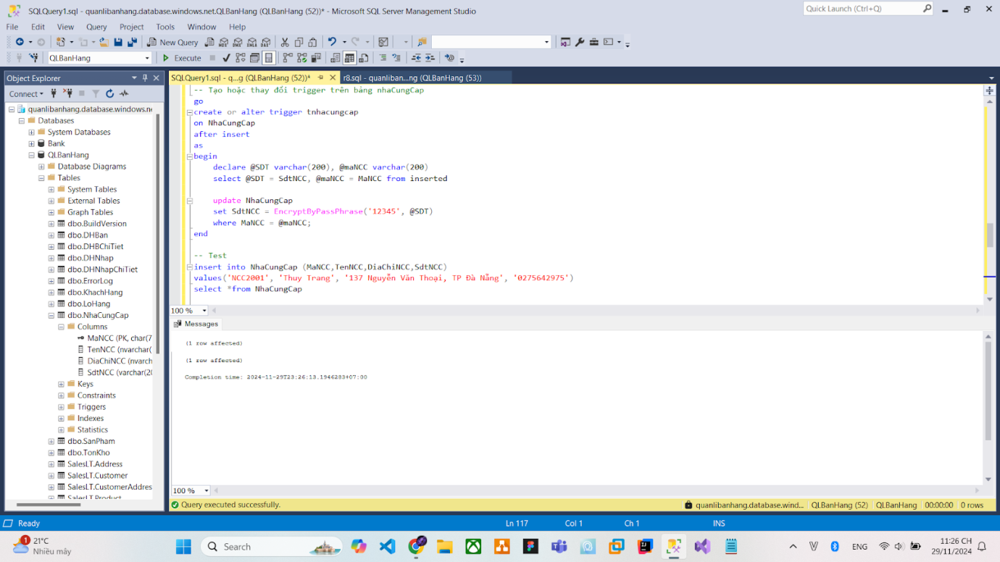 SQLQuery1.sql - quanlibanhang.database.windows.net.QLBanHang (QLBanHang (52))* - Microsoft SQL Server Management Studio
Quick Launch (Ctrl+Q)
File Edit View Query Project Tools Window Help
New Query
QLBanHang
Execute
Object Explorer
SQLQuery1.sql - q...g (QLBanHang (52))*
r8.sql - quanliban...ng (QLBanHang (53))
Connect
quanlibanhang.database.windows.ne
Databases
System Databases
Bank
QLBanHang
Database Diagrams
Tables
System Tables
External Tables
Graph Tables
dbo.BuildVersion
dbo.DHBan
dbo.DHBChiTiet
dbo.DHNhap
dbo.DHNhapChiTiet
dbo.ErrorLog
dbo.KhachHang
dbo.LoHang
dbo.NhaCungCap
Columns
MaNCC (PK, char(7
TenNCC (nvarchar(
DiaChiNCC (nvarch
SdtNCC (varchar(20
Keys
Constraints
Triggers
Indexes
Statistics
dbo.SanPham
dbo.TonKho
SalesLT.Address
SalesLT.Customer
SalesLT.CustomerAddres
SalesLT.Product
-- Tạo hoặc thay đổi trigger trên bảng nhaCungCap
go
create or alter trigger tnhacungcap
on NhaCungCap
after insert
as
begin
declare @SDT varchar(200), @maNCC varchar(200)
select @SDT = SdtNCC, @maNCC = MaNCC from inserted
update NhaCungCap
set SdtNCC = EncryptByPassPhrase('12345', @SDT)
where MaNCC = @maNCC;
end
-- Test
insert into NhaCungCap (MaNCC,TenNCC,DiaChiNCC,SdtNCC)
values('NCC2001', 'Thuy Trang', '137 Nguyễn Văn Thoại, TP Đà Nẵng', '0275642975')
select *from NhaCungCap
100 %
Messages
(1 row affected)
(1 row affected)
Completion time: 2024-11-29T23:26:13.1946283+07:00
100 %
Query executed successfully.
quanlibanhang.database.wind... QLBanHang (52) QLBanHang 00:00:00 0 rows
Ready Ln 117 Col 1 Ch 1 INS
1
21°C
Nhiều mây
Search
ENG
11:26 CH
29/11/2024